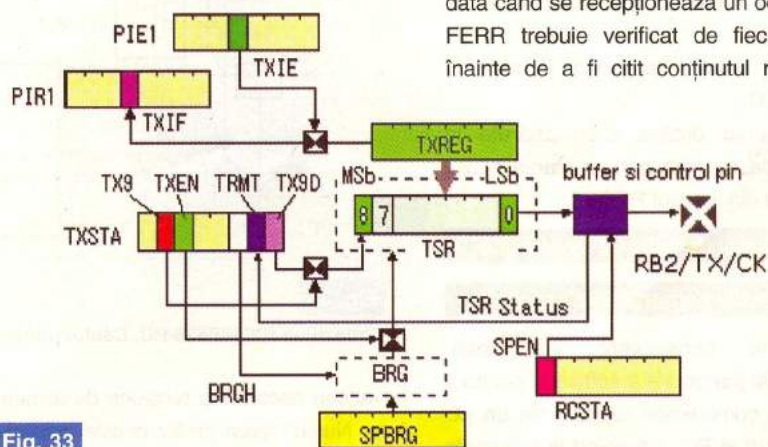 data când se recepționează un
FERR trebuie verificat de
înainte de a fi citit conținutul
PIE1
TXIE
PIR1
TXIF
TXREG
MSb
LSb
buffer si control pin
TX9 TXEN TRMT TX9D
TXSTA
8 7 0
TSR
RB2/TX/CK
TSR Status
SPEN
BRG
BRGH
RCSTA
SPBRG
Fig. 33